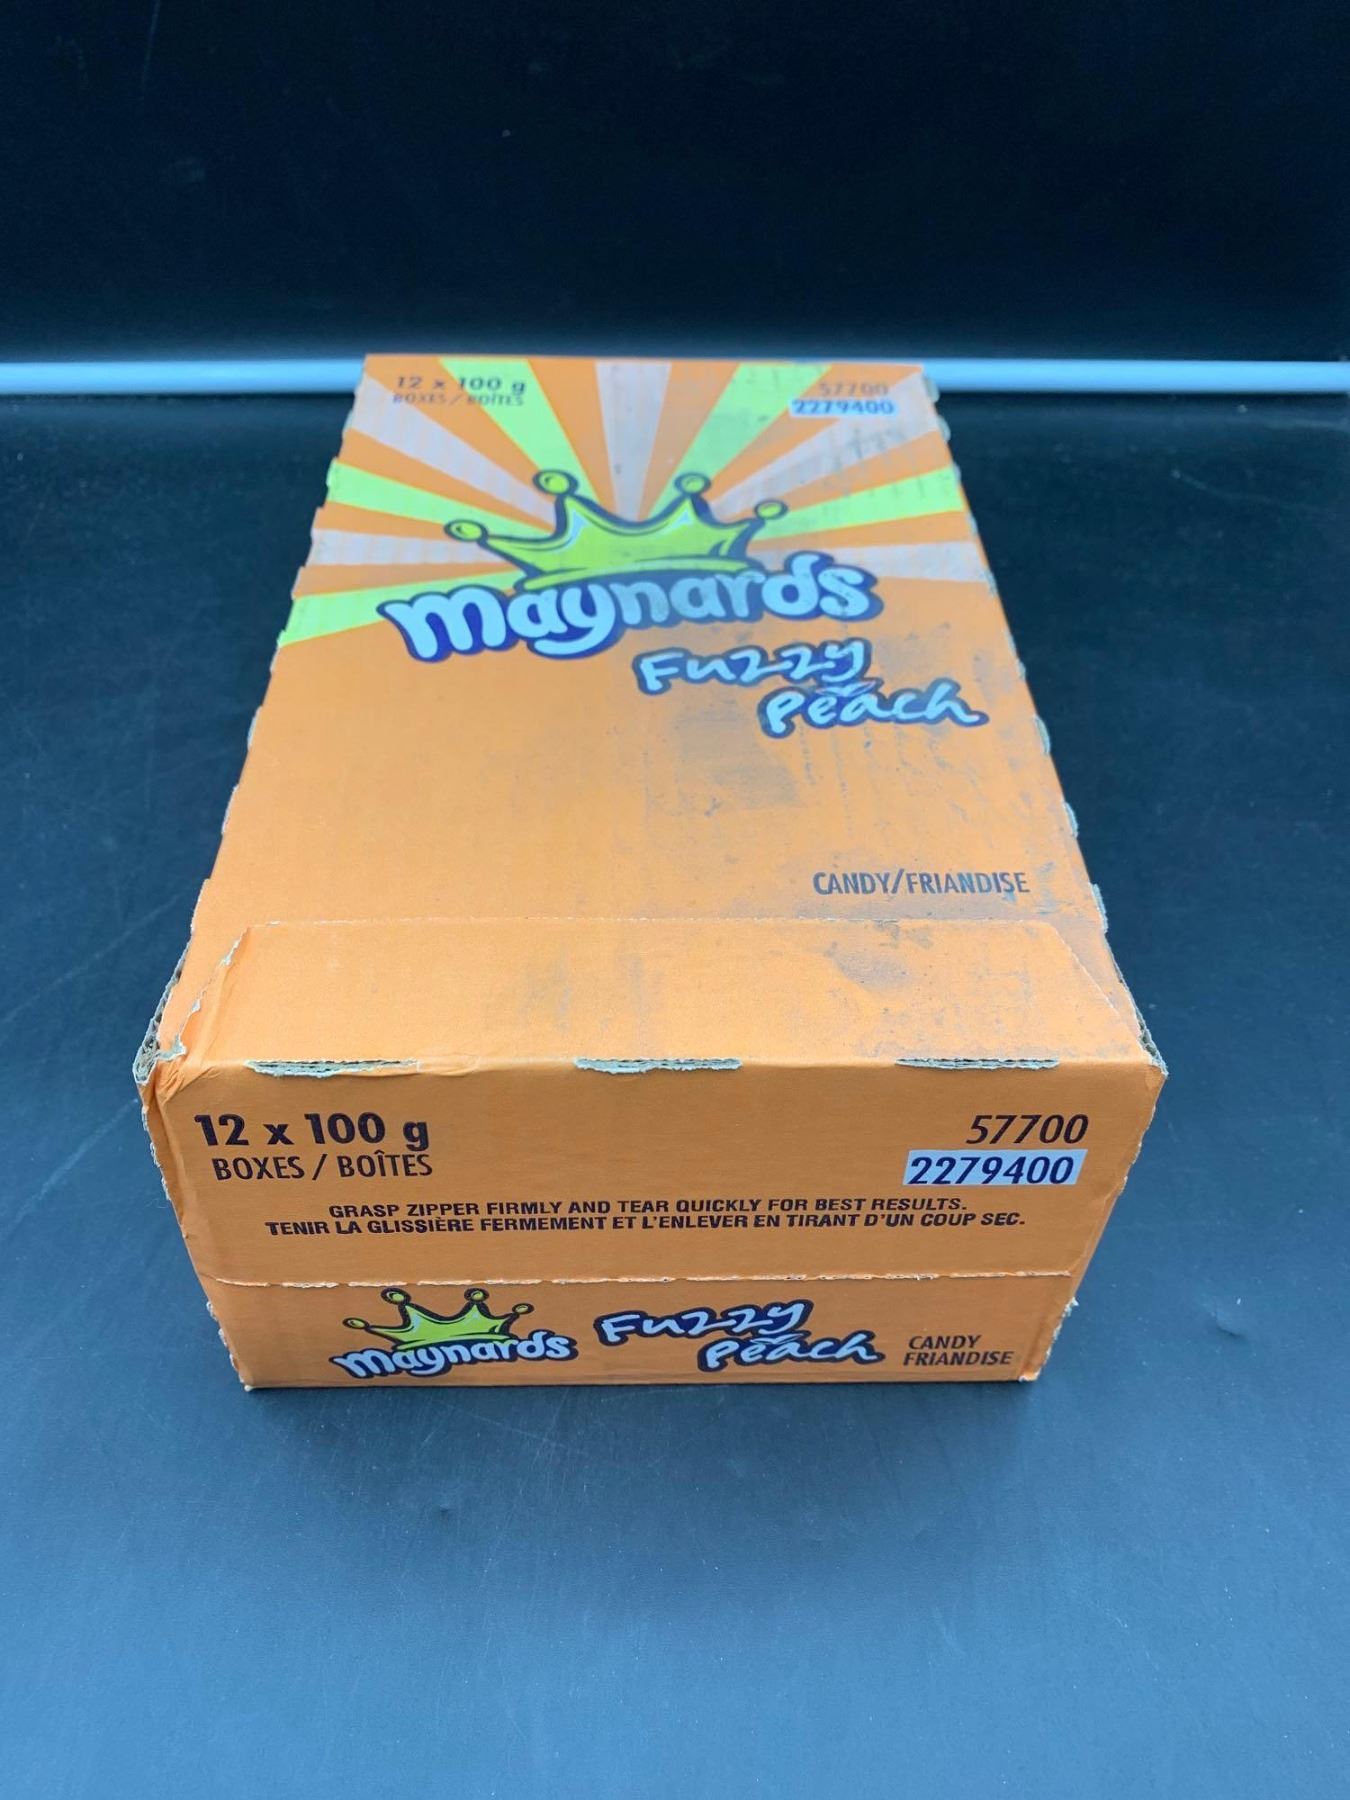 12 x 100 g
BOXES / BOÎTES
57700
2279400
maynards
Fuzzy
Peach
CANDY/FRIANDISE
12 x 100 g
BOXES / BOÎTES
57700
2279400
GRASP ZIPPER FIRMLY AND TEAR QUICKLY FOR BEST RESULTS.
TENIR LA GLISSIÈRE FERMEMENT ET L'ENLEVER EN TIRANT D'UN COUP SEC.
maynards
Fuzzy
Peach
CANDY
FRIANDISE